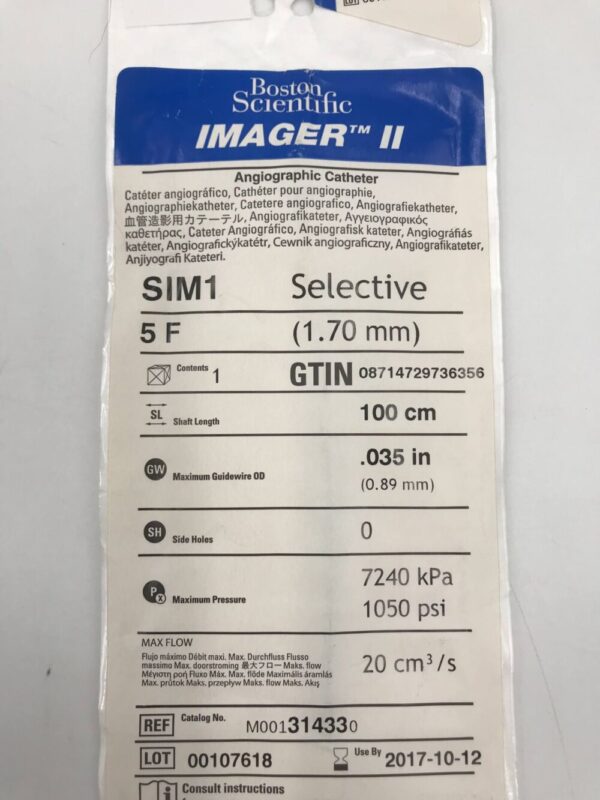 LOT
Boston
Scientific
IMAGER™ II
Angiographic Catheter
Catéter angiográfico, Cathéter pour angiographie,
Angiographiekatheter, Catetere angiografico, Angiografiekatheter,
血管造影用カテーテル, Angiografikateter, Αγγειογραφικός
καθετήρας, Cateter Angiográfico, Angiografisk kateter, Angiográfiás
katéter, Angiografickýkatétr, Cewnik angiograficzny, Angiografikateter,
Anjiyografi Kateteri.
SIM1 Selective
5 F (1.70 mm)
Contents 1 GTIN 08714729736356
SL Shaft Length 100 cm
GW Maximum Guidewire OD .035 in
(0.89 mm)
SH Side Holes 0
Px Maximum Pressure 7240 kPa
1050 psi
MAX FLOW
Flujo máximo Débit maxi. Max. Durchfluss Flusso
massimo Max. doorstroming 最大フロー Maks. flow
Μέγιστη ροή Fluxo Máx. Max. flöde Maximális áramlás
Max. průtok Maks. przepływ Maks. flow Maks. Akış
20 cm³/s
REF Catalog No. M001314330
LOT 00107618 Use By 2017-10-12
Consult instructions